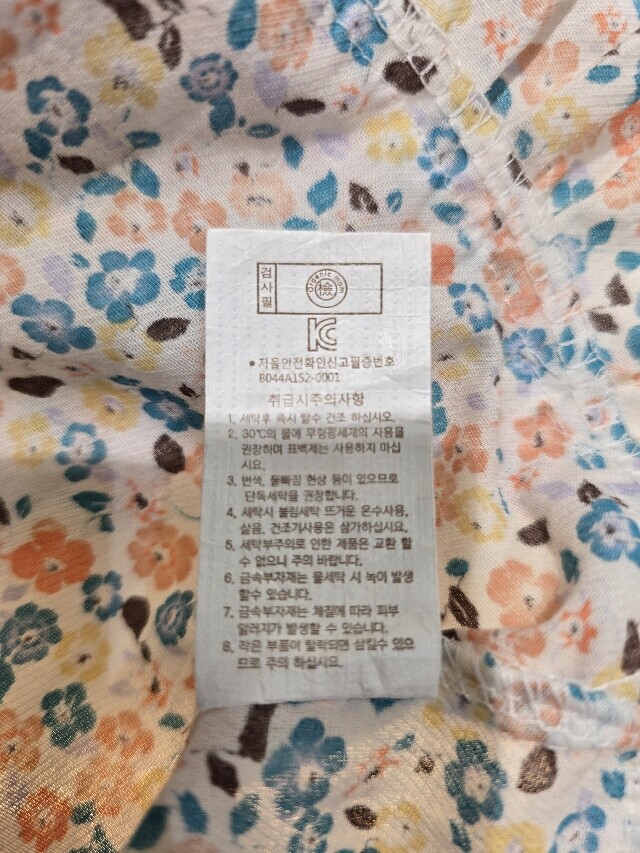 검사필
Organic mom
檢
KC
•자율안전확인신고필증번호
B044A152-0001
취급시주의사항
1. 세탁후 즉시 탈수 건조 하십시오.
2. 30℃의 물에 무형광세제의 사용을
권장하며 표백제는 사용하지 마십
시요.
3. 변색, 물빠짐 현상 등이 있으므로
단독세탁을 권장합니다.
4. 세탁시 불림세탁 뜨거운 온수사용,
삶음, 건조기사용은 삼가하십시요.
5. 세탁부주의로 인한 제품은 교환 할
수 없으니 주의 바랍니다.
6. 금속부자재는 물세탁 시 녹이 발생
할수 있습니다.
7. 금속부자재는 체질에 따라 피부
알러지가 발생할 수 있습니다.
8. 작은 부품이 탈락되면 삼킬수 있으
므로 주의 하십시요.